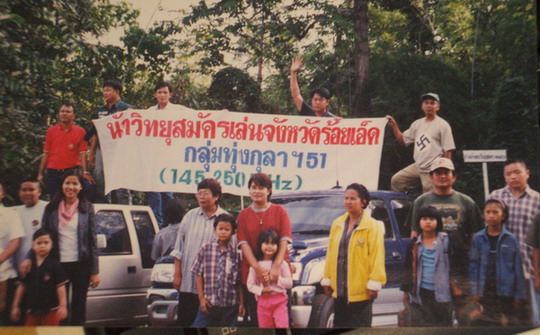 นักวิทยุสมัครเล่นจังหวัดร้อยเอ็ด
กลุ่มทุ่งกุลาฯ51
(145.250 MHz)